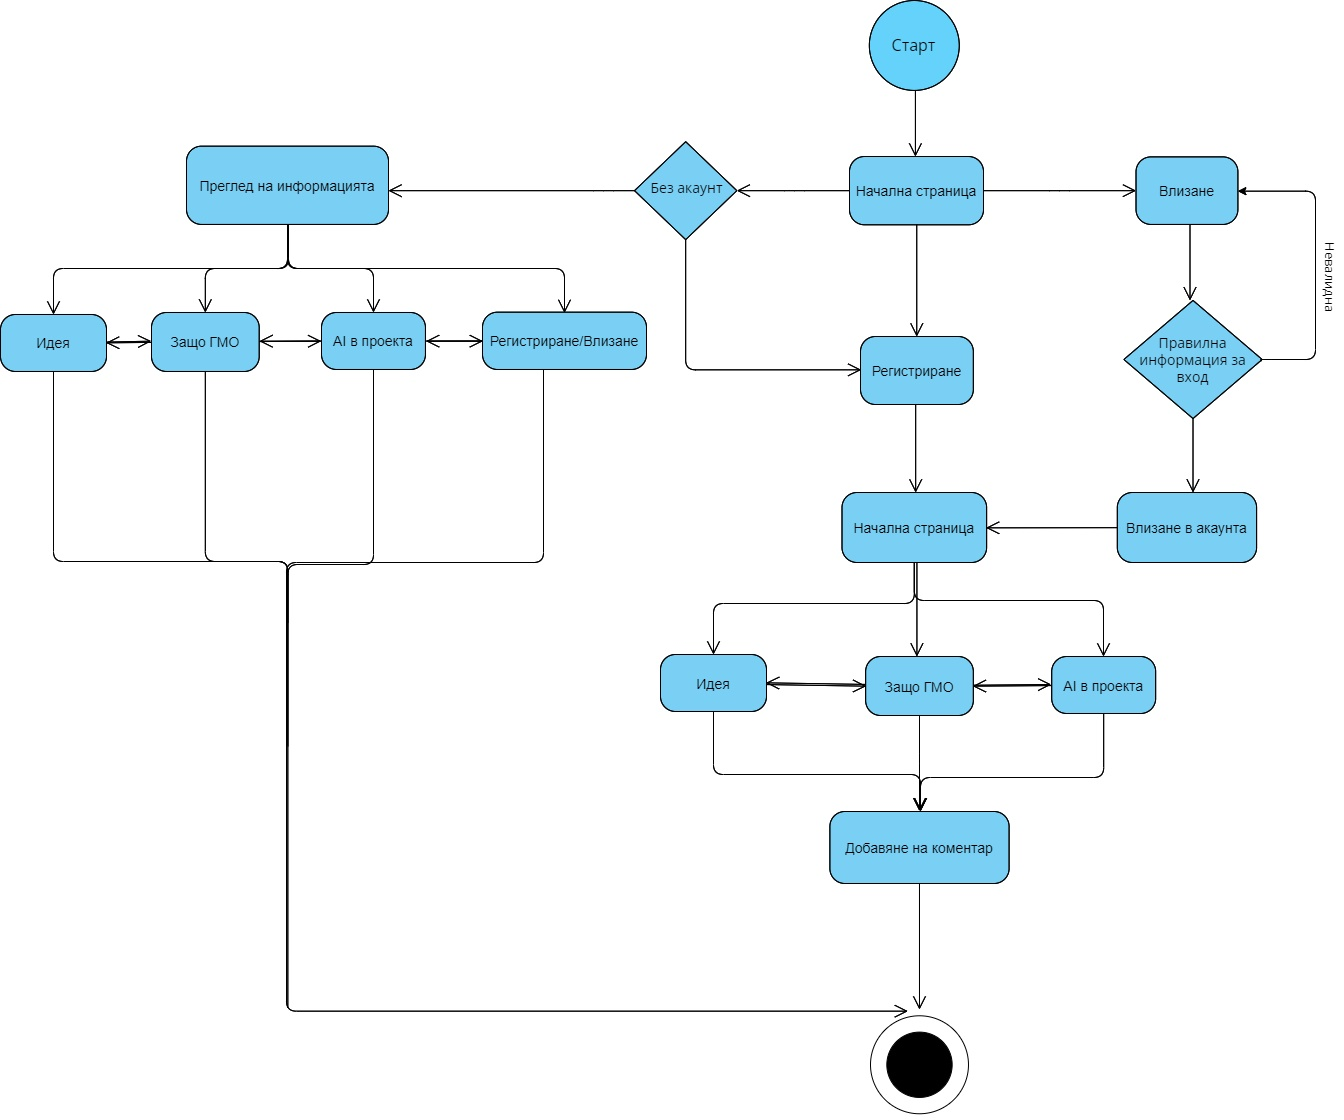 Старт
Преглед на информацията
Без акаунт
Начална страница
Влизане
Невалидна
Идея
Защо ГМО
AI в проекта
Регистриране/Влизане
Регистриране
Правилна
информация за
вход
Начална страница
Влизане в акаунта
Идея
Защо ГМО
AI в проекта
Добавяне на коментар